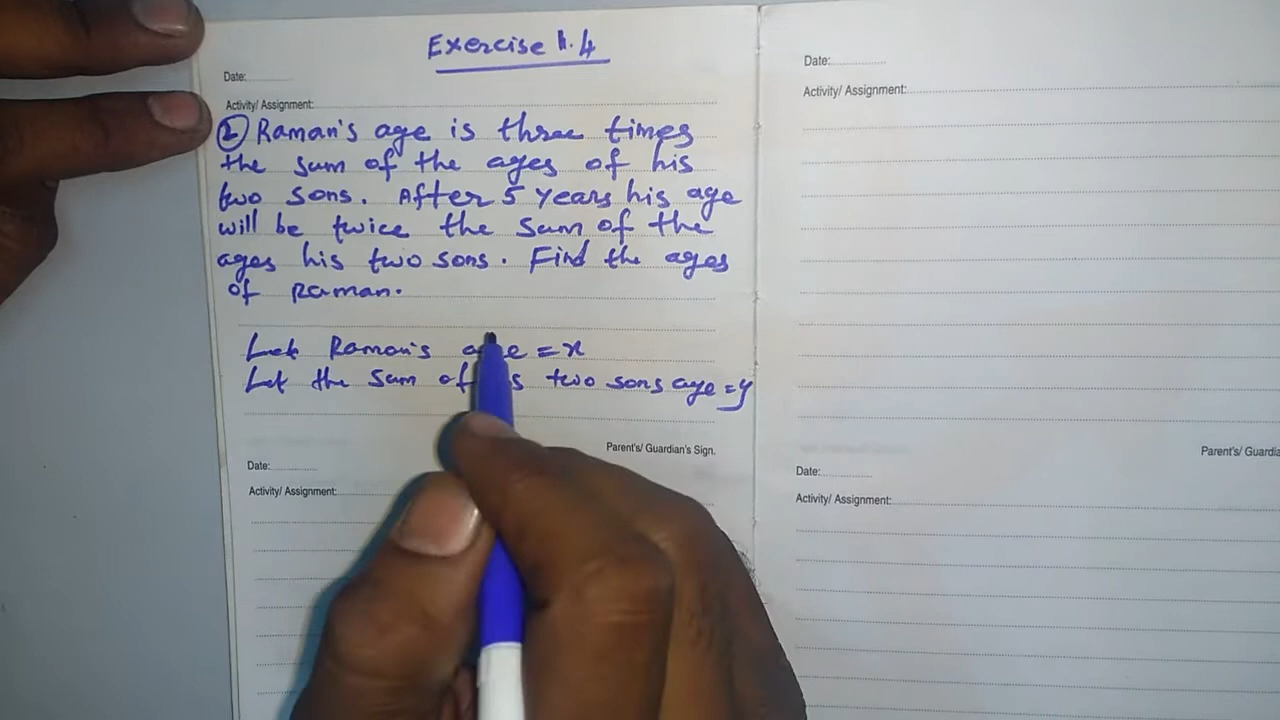 Exercise 11.4
Date:
Activity/ Assignment:
② Raman's age is three times
the sum of the ages of his
two sons. After 5 years his age
will be twice the sum of the
ages his two sons. Find the ages
of Raman.
Let Raman's age = x
Let the sum of two sons age = y
Parent's/ Guardian's Sign.
Date:
Activity/ Assignment:
Date:
Activity/ Assignment:
Parent's/ Guardia
Date:
Activity/ Assignment: